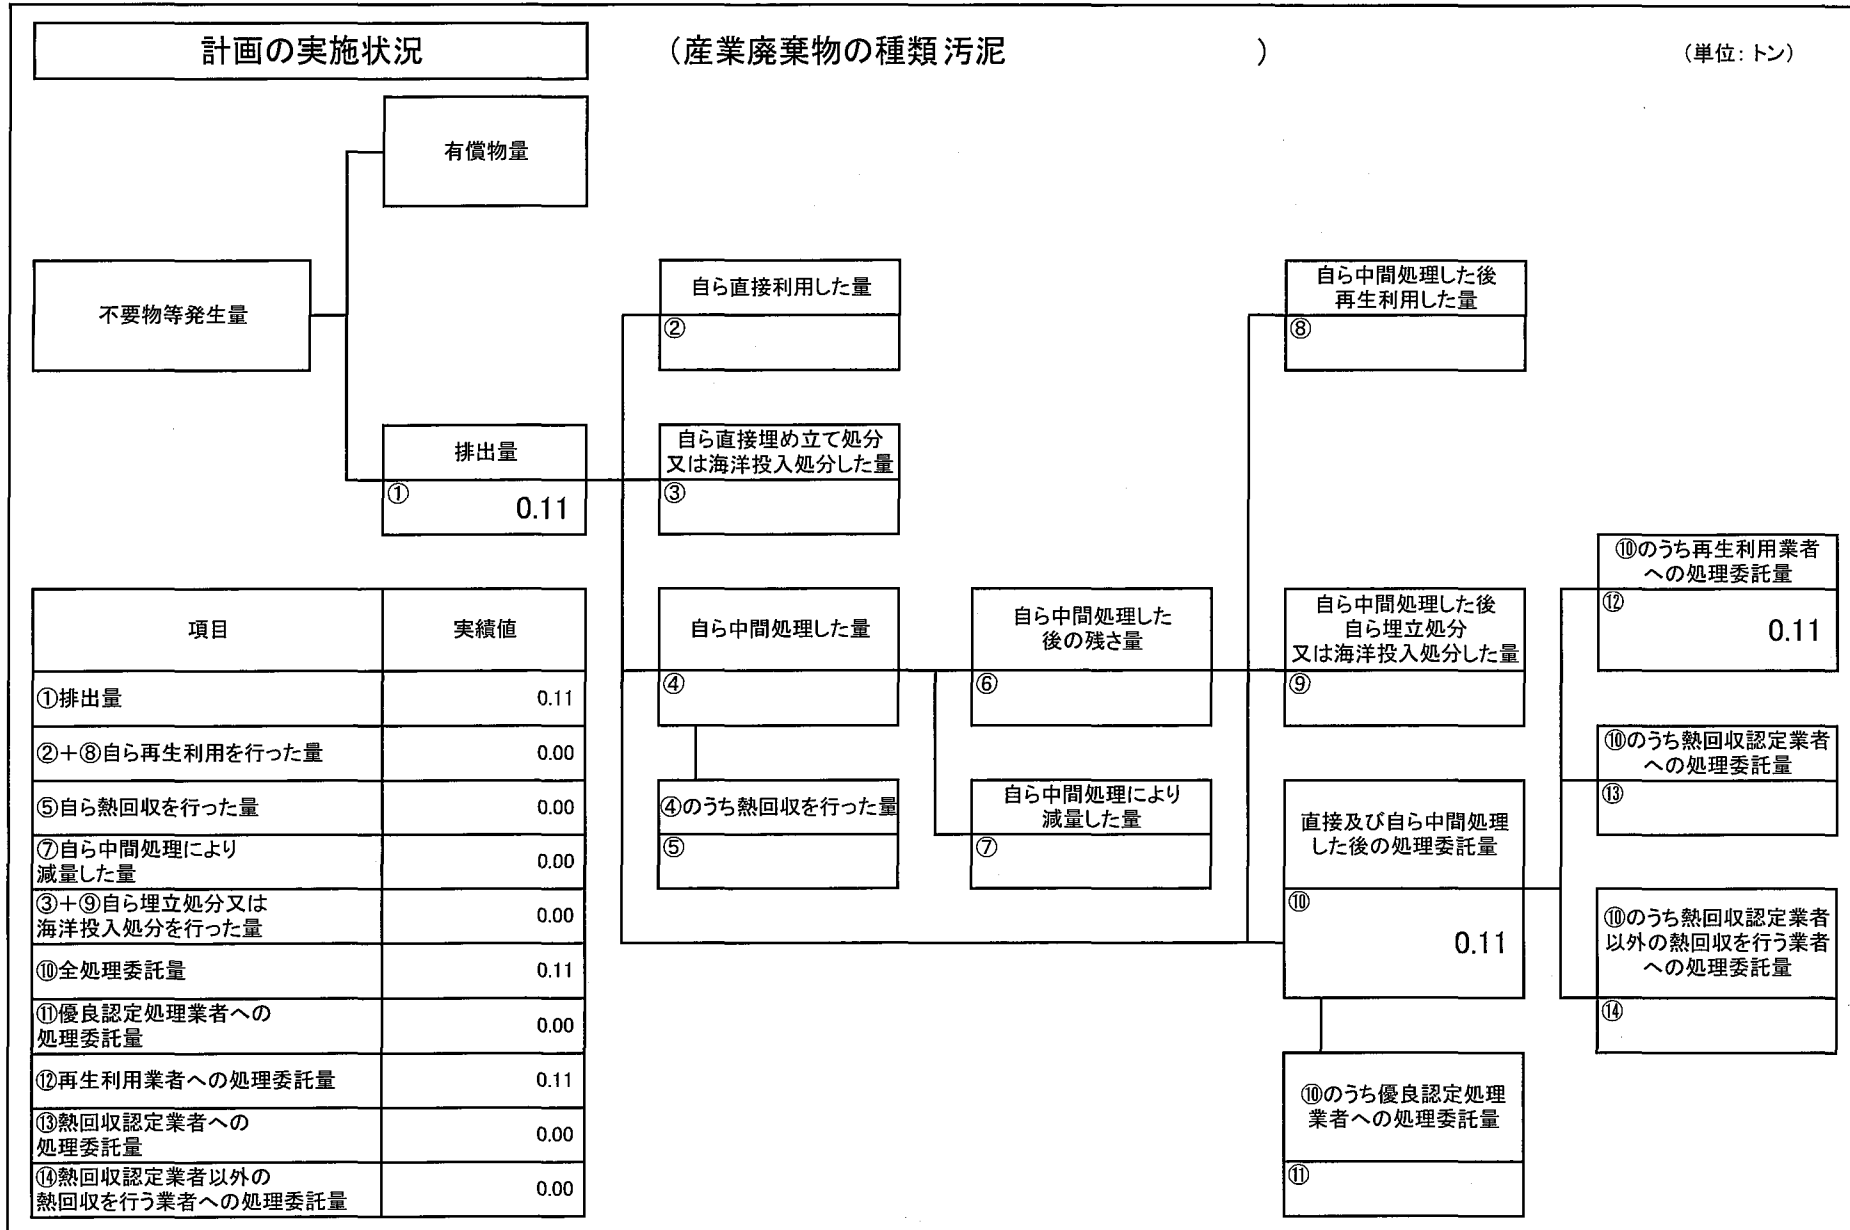 計画の実施状況
（産業廃棄物の種類 汚泥 ）
（単位：トン）
有償物量
不要物等発生量
自ら直接利用した量
②
自ら中間処理した後
再生利用した量
⑧
排出量
①
0.11
自ら直接埋め立て処分
又は海洋投入処分した量
③
⑩のうち再生利用業者
への処理委託量
⑫
0.11
自ら中間処理した量
④
自ら中間処理した
後の残さ量
⑥
自ら中間処理した後
自ら埋立処分
又は海洋投入処分した量
⑨
⑩のうち熱回収認定業者
への処理委託量
⑬
④のうち熱回収を行った量
⑤
自ら中間処理により
減量した量
⑦
直接及び自ら中間処理
した後の処理委託量
⑩
0.11
⑩のうち熱回収認定業者
以外の熱回収を行う業者
への処理委託量
⑭
⑩のうち優良認定処理
業者への処理委託量
⑪
項目 実績値
①排出量 0.11
②＋⑧自ら再生利用を行った量 0.00
⑤自ら熱回収を行った量 0.00
⑦自ら中間処理により
減量した量 0.00
③＋⑨自ら埋立処分又は
海洋投入処分を行った量 0.00
⑩全処理委託量 0.11
⑪優良認定処理業者への
処理委託量 0.00
⑫再生利用業者への処理委託量 0.11
⑬熱回収認定業者への
処理委託量 0.00
⑭熱回収認定業者以外の
熱回収を行う業者への処理委託量 0.00